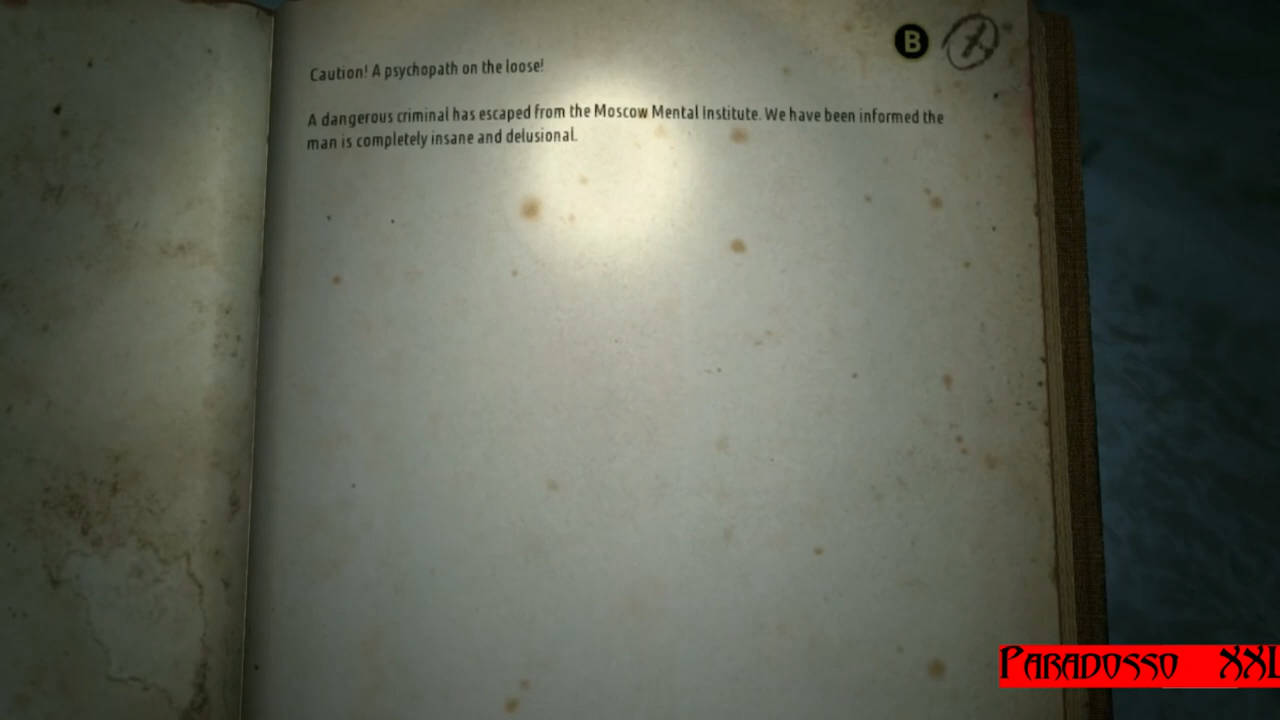 B
Caution! A psychopath on the loose!
A dangerous criminal has escaped from the Moscow Mental Institute. We have been informed the
man is completely insane and delusional.
PARADOSSO XXL